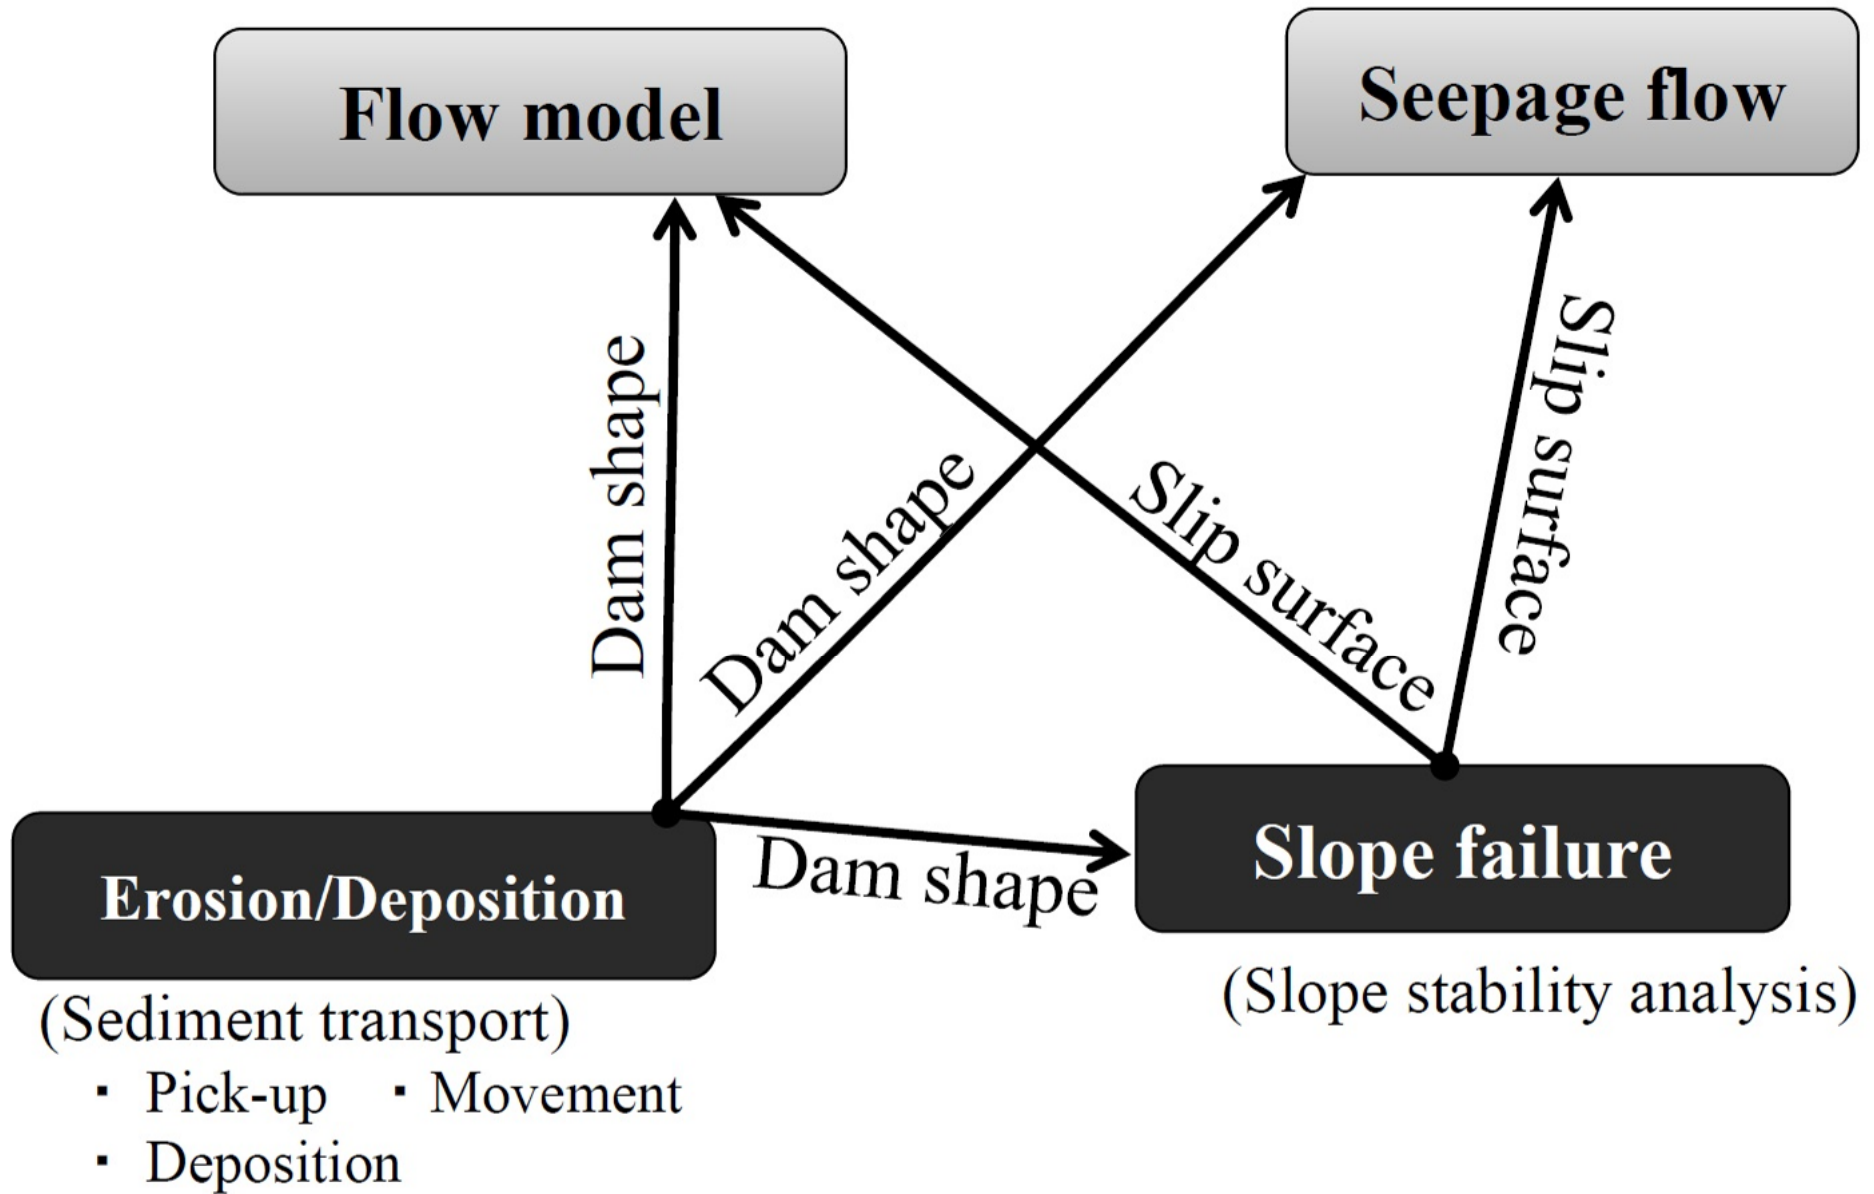 Flow model
Seepage flow
Dam shape
Dam shape
Slip surface
Slip surface
Dam shape
Erosion/Deposition
Slope failure
(Sediment transport)
(Slope stability analysis)
▪ Pick-up ▪ Movement
▪ Deposition